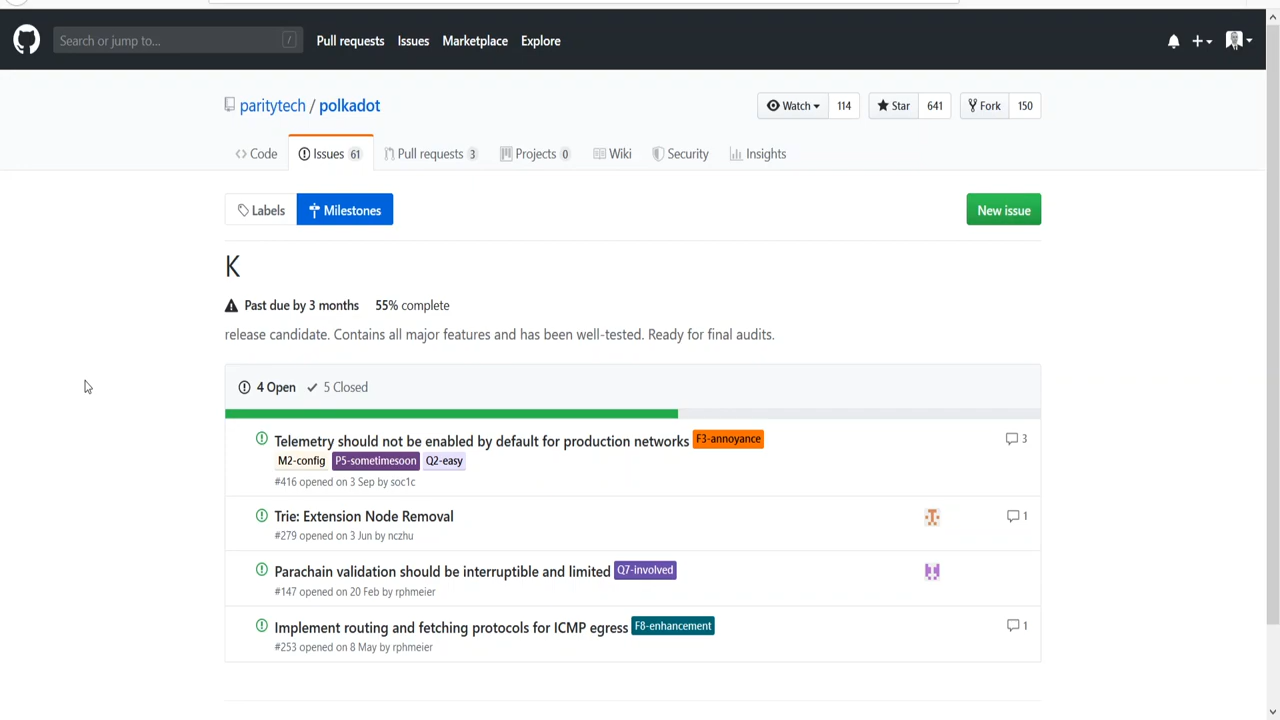 Search or jump to... / Pull requests Issues Marketplace Explore
paritytech / polkadot Watch 114 Star 641 Fork 150
Code Issues 61 Pull requests 3 Projects 0 Wiki Security Insights
Labels Milestones New issue
K
Past due by 3 months 55% complete
release candidate. Contains all major features and has been well-tested. Ready for final audits.
4 Open 5 Closed
Telemetry should not be enabled by default for production networks F3-annoyance 3
M2-config P5-sometimesoon Q2-easy
#416 opened on 3 Sep by soc1c
Trie: Extension Node Removal 1
#279 opened on 3 Jun by nczhu
Parachain validation should be interruptible and limited Q7-involved
#147 opened on 20 Feb by rphmeier
Implement routing and fetching protocols for ICMP egress F8-enhancement 1
#253 opened on 8 May by rphmeier